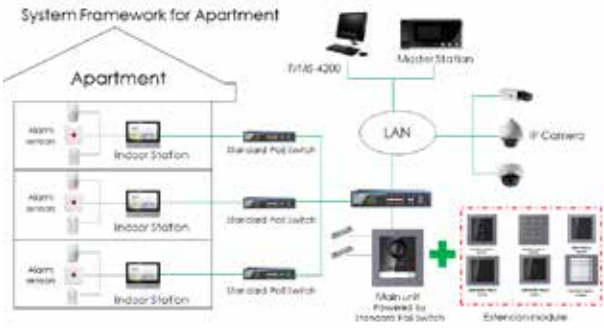 System Framework for Apartment
Apartment
Alarm
sensors
Indoor Station
Standard PoE Switch
Alarm
sensors
Indoor Station
Standard PoE Switch
Alarm
sensors
Indoor Station
Standard PoE Switch
iVMS-4200
Master Station
LAN
IP Camera
Main unit
Powered by
Standard PoE Switch
Extension module